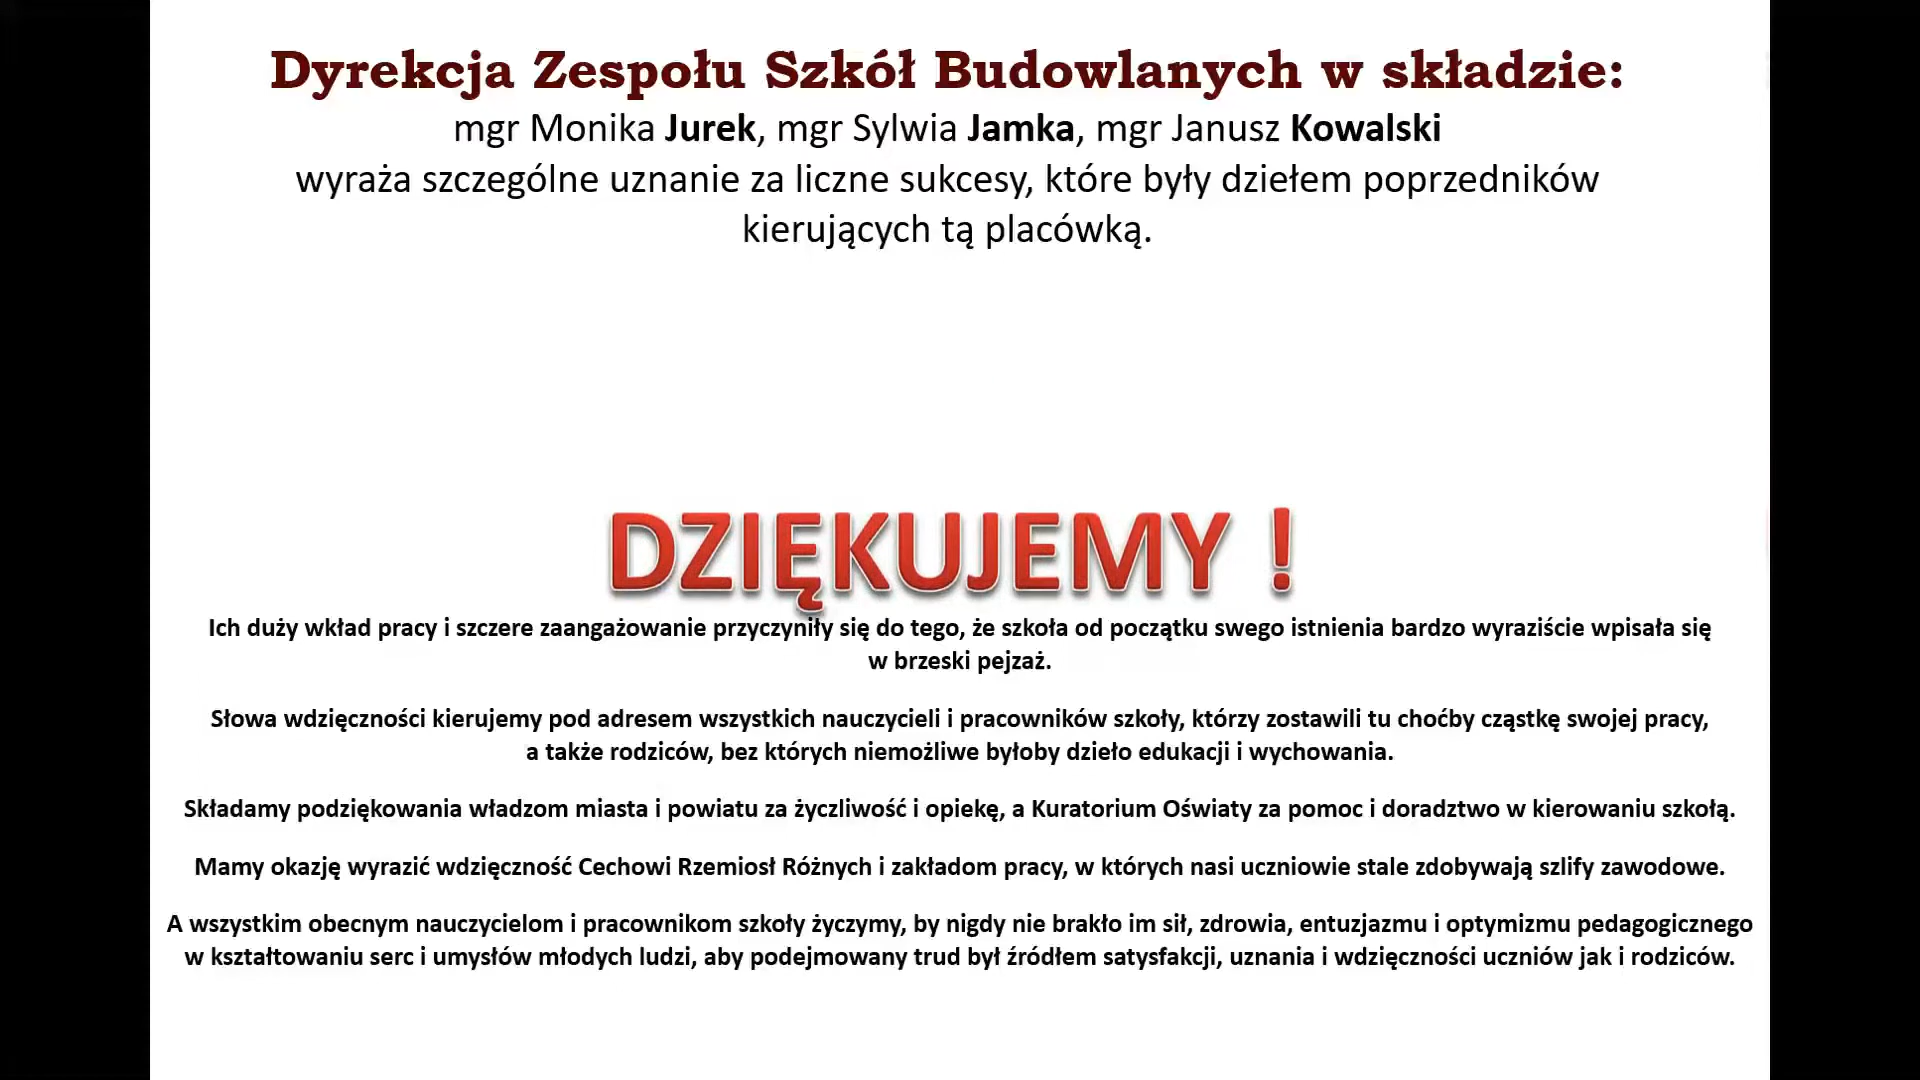 Dyrekcja Zespołu Szkół Budowlanych w składzie:
mgr Monika Jurek, mgr Sylwia Jamka, mgr Janusz Kowalski
wyraża szczególne uznanie za liczne sukcesy, które były dziełem poprzedników
kierujących tą placówką.
DZIĘKUJEMY !
Ich duży wkład pracy i szczere zaangażowanie przyczyniły się do tego, że szkoła od początku swego istnienia bardzo wyraziście wpisała się
w brzeski pejzaż.
Słowa wdzięczności kierujemy pod adresem wszystkich nauczycieli i pracowników szkoły, którzy zostawili tu choćby cząstkę swojej pracy,
a także rodziców, bez których niemożliwe byłoby dzieło edukacji i wychowania.
Składamy podziękowania władzom miasta i powiatu za życzliwość i opiekę, a Kuratorium Oświaty za pomoc i doradztwo w kierowaniu szkołą.
Mamy okazję wyrazić wdzięczność Cechowi Rzemiosł Różnych i zakładom pracy, w których nasi uczniowie stale zdobywają szlify zawodowe.
A wszystkim obecnym nauczycielom i pracownikom szkoły życzymy, by nigdy nie brakło im sił, zdrowia, entuzjazmu i optymizmu pedagogicznego
w kształtowaniu serc i umysłów młodych ludzi, aby podejmowany trud był źródłem satysfakcji, uznania i wdzięczności uczniów jak i rodziców.